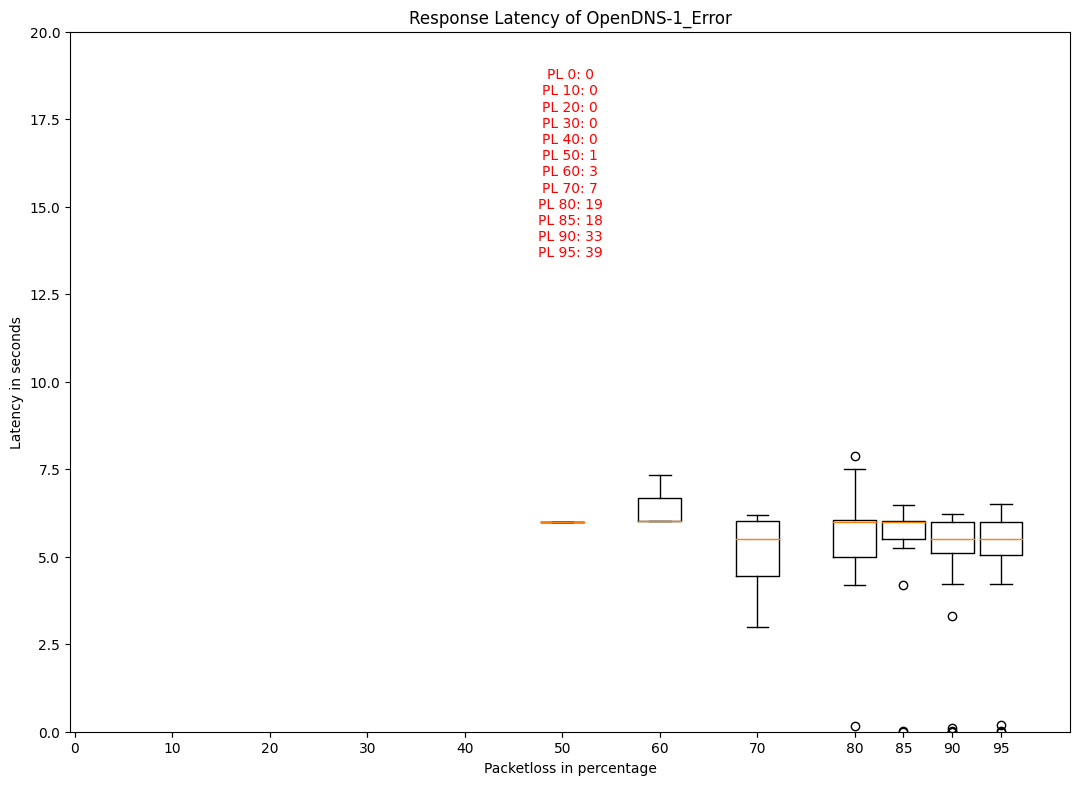 Response Latency of OpenDNS-1_Error
20.0
17.5
15.0
12.5
10.0
7.5
5.0
2.5
0.0
Latency in seconds
PL 0: 0
PL 10: 0
PL 20: 0
PL 30: 0
PL 40: 0
PL 50: 1
PL 60: 3
PL 70: 7
PL 80: 19
PL 85: 18
PL 90: 33
PL 95: 39
0 10 20 30 40 50 60 70 80 85 90 95
Packetloss in percentage